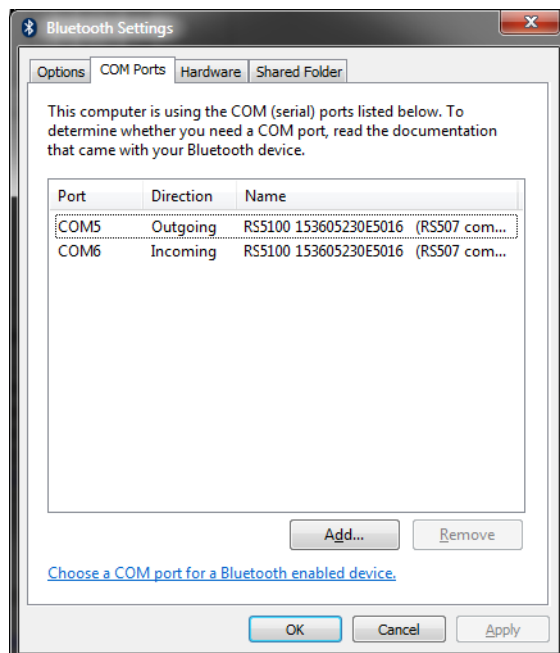 Bluetooth Settings
Options COM Ports Hardware Shared Folder
This computer is using the COM (serial) ports listed below. To
determine whether you need a COM port, read the documentation
that came with your Bluetooth device.
Port Direction Name
COM5 Outgoing RS5100 153605230E5016 (RS507 com...
COM6 Incoming RS5100 153605230E5016 (RS507 com...
Add... Remove
Choose a COM port for a Bluetooth enabled device.
OK Cancel Apply